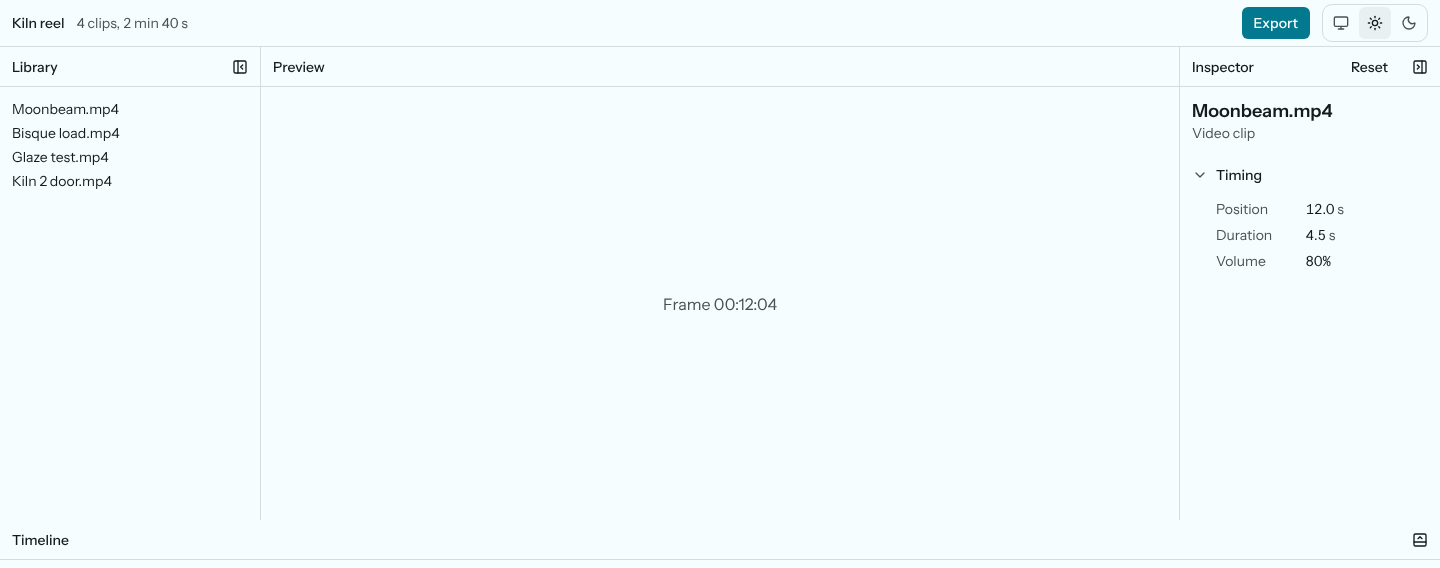 Kiln reel 4 clips, 2 min 40 s Export
Library
Preview
Inspector Reset
Moonbeam.mp4
Bisque load.mp4
Glaze test.mp4
Kiln 2 door.mp4
Frame 00:12:04
Moonbeam.mp4
Video clip
Timing
Position 12.0 s
Duration 4.5 s
Volume 80%
Timeline